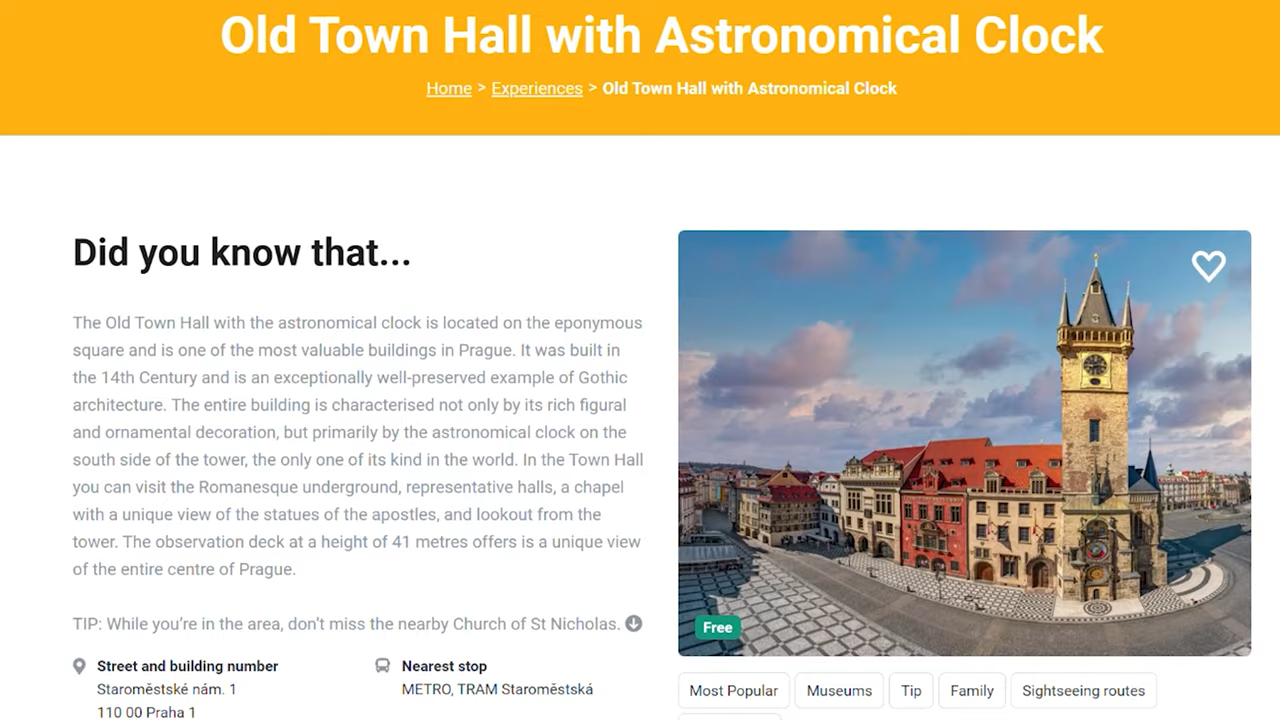 Old Town Hall with Astronomical Clock
Home > Experiences > Old Town Hall with Astronomical Clock
Did you know that...
The Old Town Hall with the astronomical clock is located on the eponymous
square and is one of the most valuable buildings in Prague. It was built in
the 14th Century and is an exceptionally well-preserved example of Gothic
architecture. The entire building is characterised not only by its rich figural
and ornamental decoration, but primarily by the astronomical clock on the
south side of the tower, the only one of its kind in the world. In the Town Hall
you can visit the Romanesque underground, representative halls, a chapel
with a unique view of the statues of the apostles, and lookout from the
tower. The observation deck at a height of 41 metres offers is a unique view
of the entire centre of Prague.
TIP: While you're in the area, don't miss the nearby Church of St Nicholas.
Street and building number
Staroměstské nám. 1
110 00 Praha 1
Nearest stop
METRO, TRAM Staroměstská
Free
Most Popular
Museums
Tip
Family
Sightseeing routes